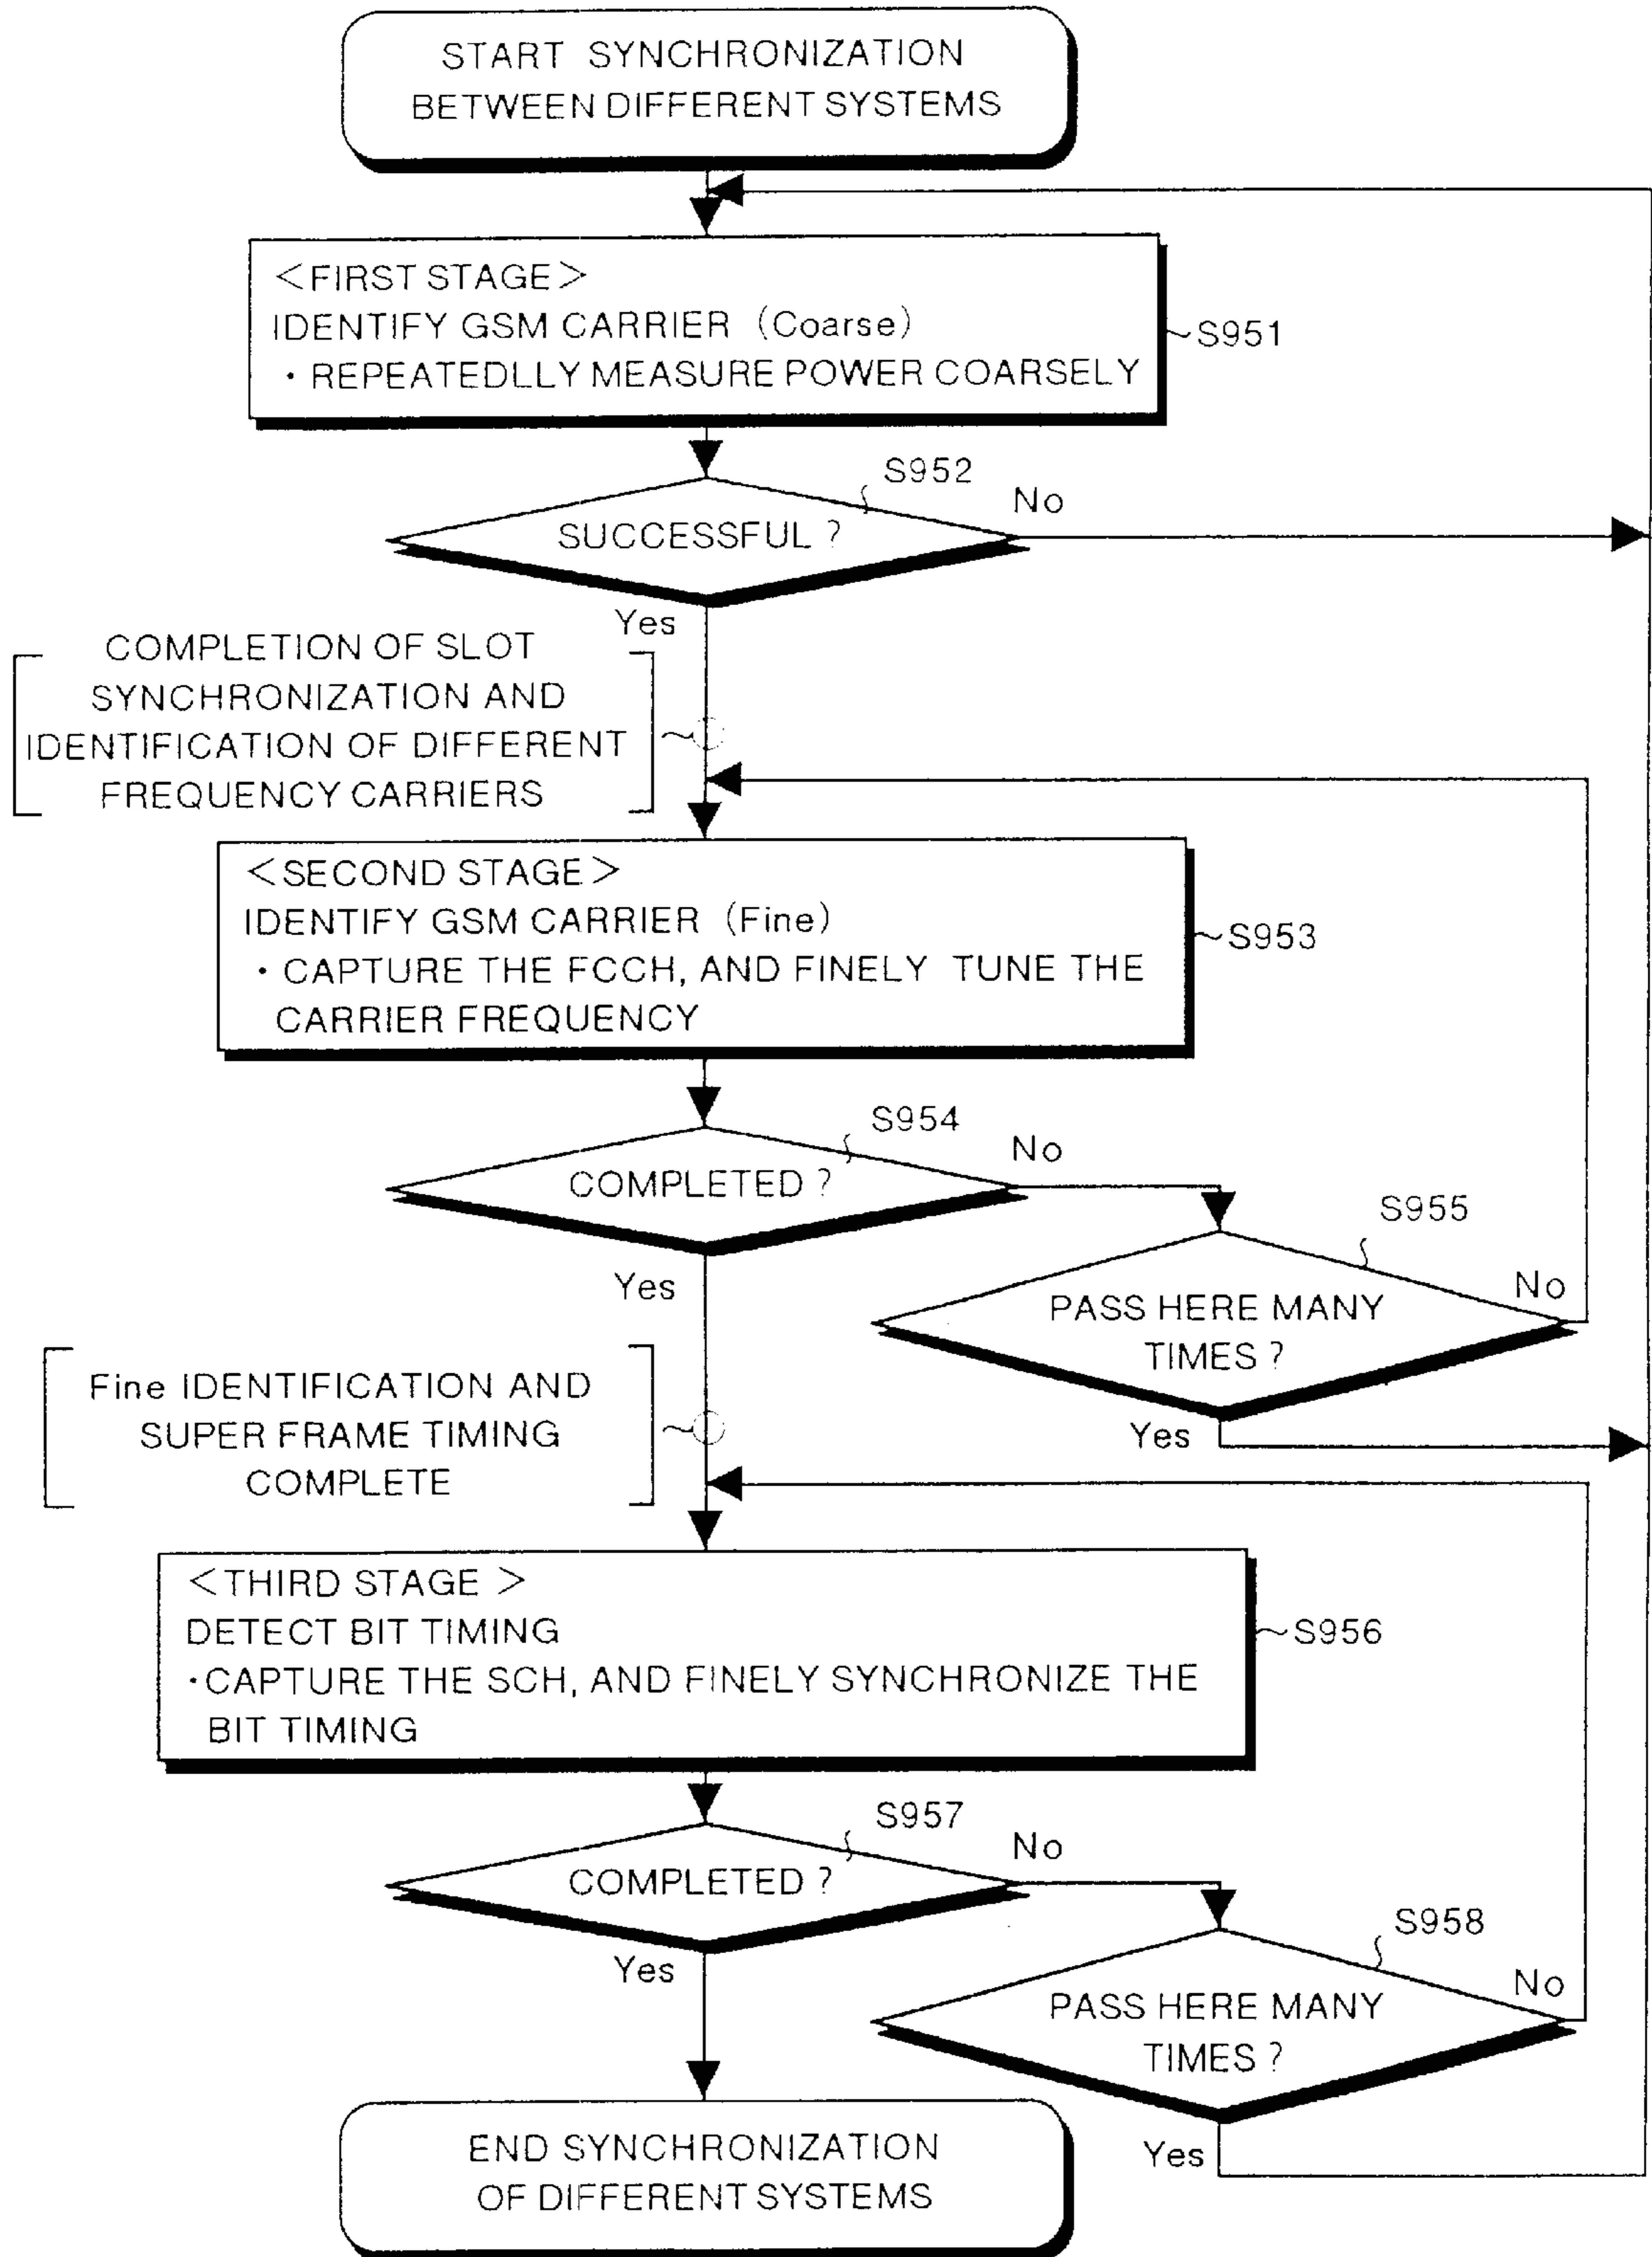 START SYNCHRONIZATION
BETWEEN DIFFERENT SYSTEMS
<FIRST STAGE>
IDENTIFY GSM CARRIER (Coarse)
・REPEATEDLLY MEASURE POWER COARSELY
S951
S952
No
SUCCESSFUL ?
Yes
COMPLETION OF SLOT
SYNCHRONIZATION AND
IDENTIFICATION OF DIFFERENT
FREQUENCY CARRIERS
<SECOND STAGE>
IDENTIFY GSM CARRIER (Fine)
・CAPTURE THE FCCH, AND FINELY TUNE THE
CARRIER FREQUENCY
S953
S954
No
COMPLETED ?
Yes
S955
No
PASS HERE MANY
TIMES ?
Yes
Fine IDENTIFICATION AND
SUPER FRAME TIMING
COMPLETE
<THIRD STAGE >
DETECT BIT TIMING
・CAPTURE THE SCH, AND FINELY SYNCHRONIZE THE
BIT TIMING
S956
S957
No
COMPLETED ?
Yes
S958
No
PASS HERE MANY
TIMES ?
Yes
END SYNCHRONIZATION
OF DIFFERENT SYSTEMS